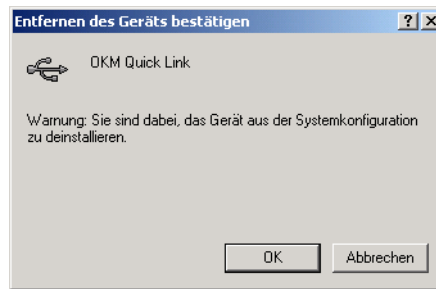 Entfernen des Geräts bestätigen
OKM Quick Link
Warnung: Sie sind dabei, das Gerät aus der Systemkonfiguration
zu deinstallieren.
OK
Abbrechen